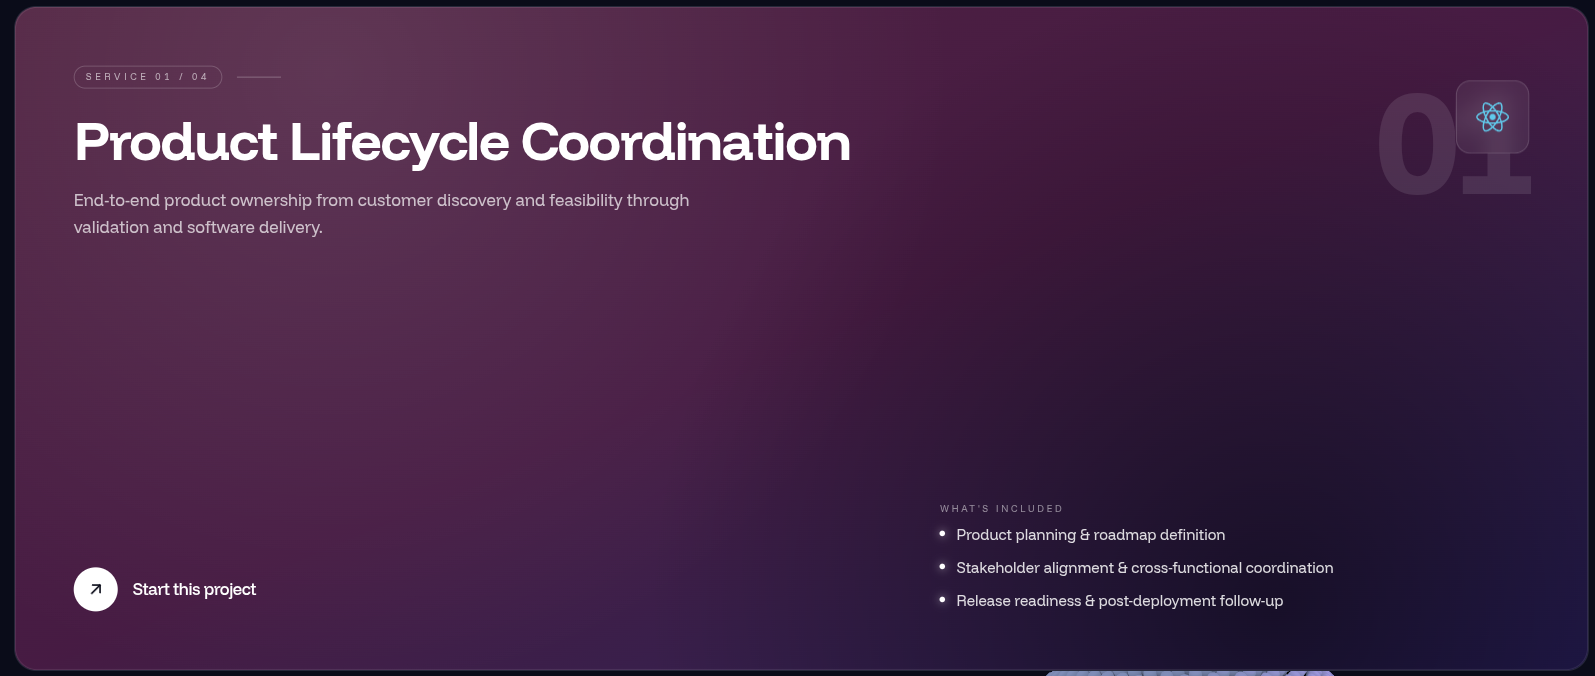 SERVICE 01 / 04
01
Product Lifecycle Coordination
End-to-end product ownership from customer discovery and feasibility through
validation and software delivery.
WHAT'S INCLUDED
Product planning & roadmap definition
Stakeholder alignment & cross-functional coordination
Release readiness & post-deployment follow-up
Start this project